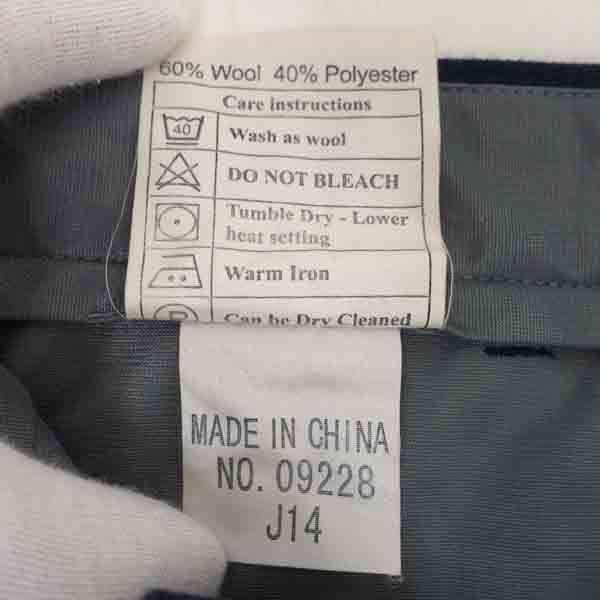 60% Wool 40% Polyester
Care instructions
40
Wash as wool
DO NOT BLEACH
Tumble Dry - Lower
heat setting
Warm Iron
P
Can be Dry Cleaned
MADE IN CHINA
NO. 09228
J14